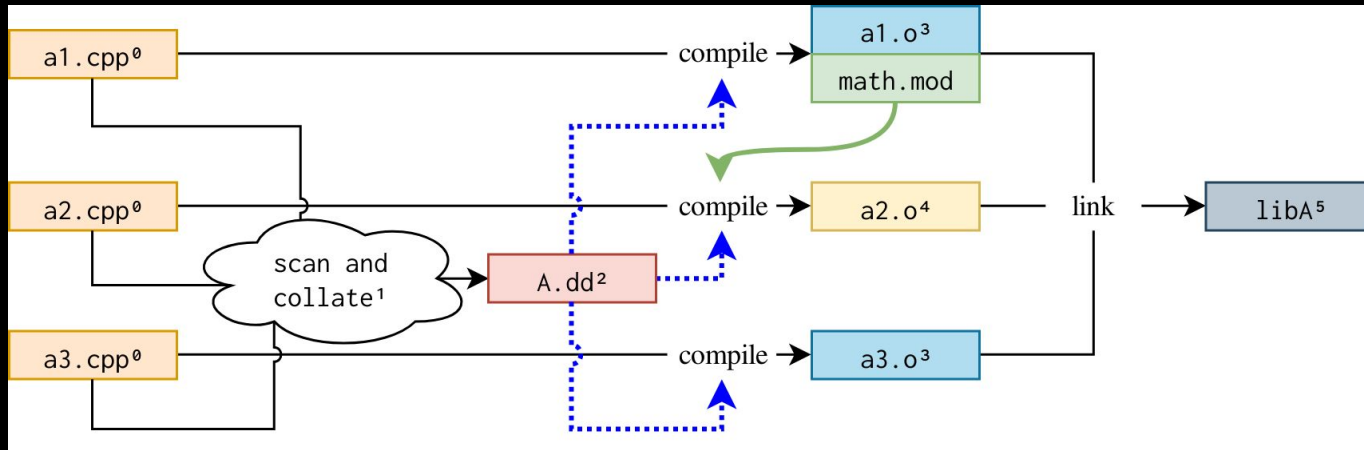 a1.cpp⁰
compile
a1.o³
math.mod
a2.cpp⁰
compile
a2.o⁴
link
libA⁵
scan and
collate¹
A.dd²
a3.cpp⁰
compile
a3.o³